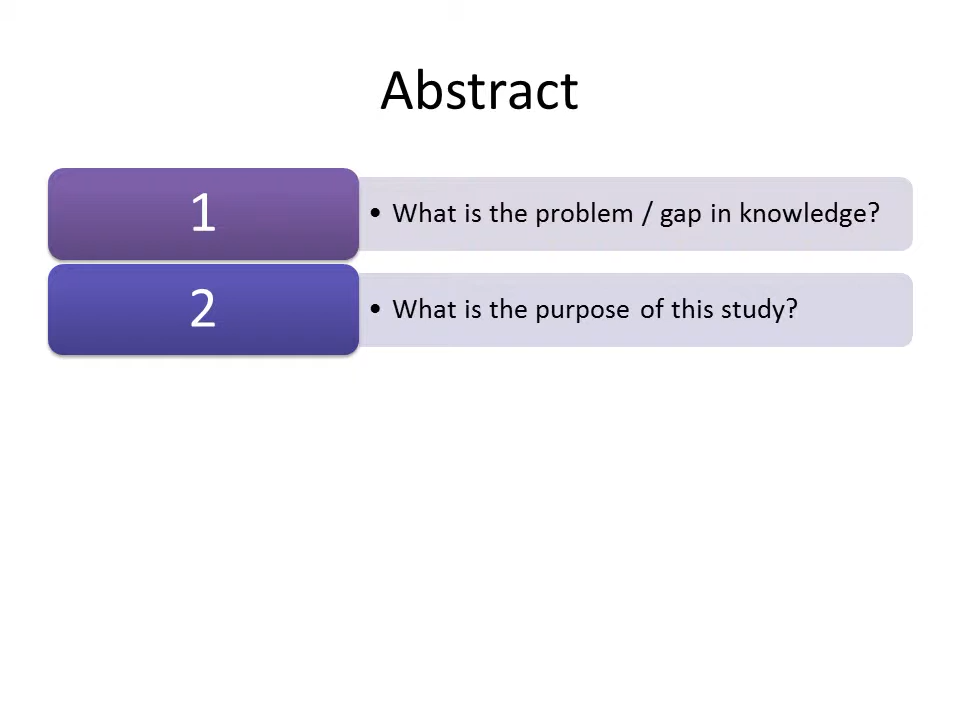 Abstract
1
• What is the problem / gap in knowledge?
2
• What is the purpose of this study?